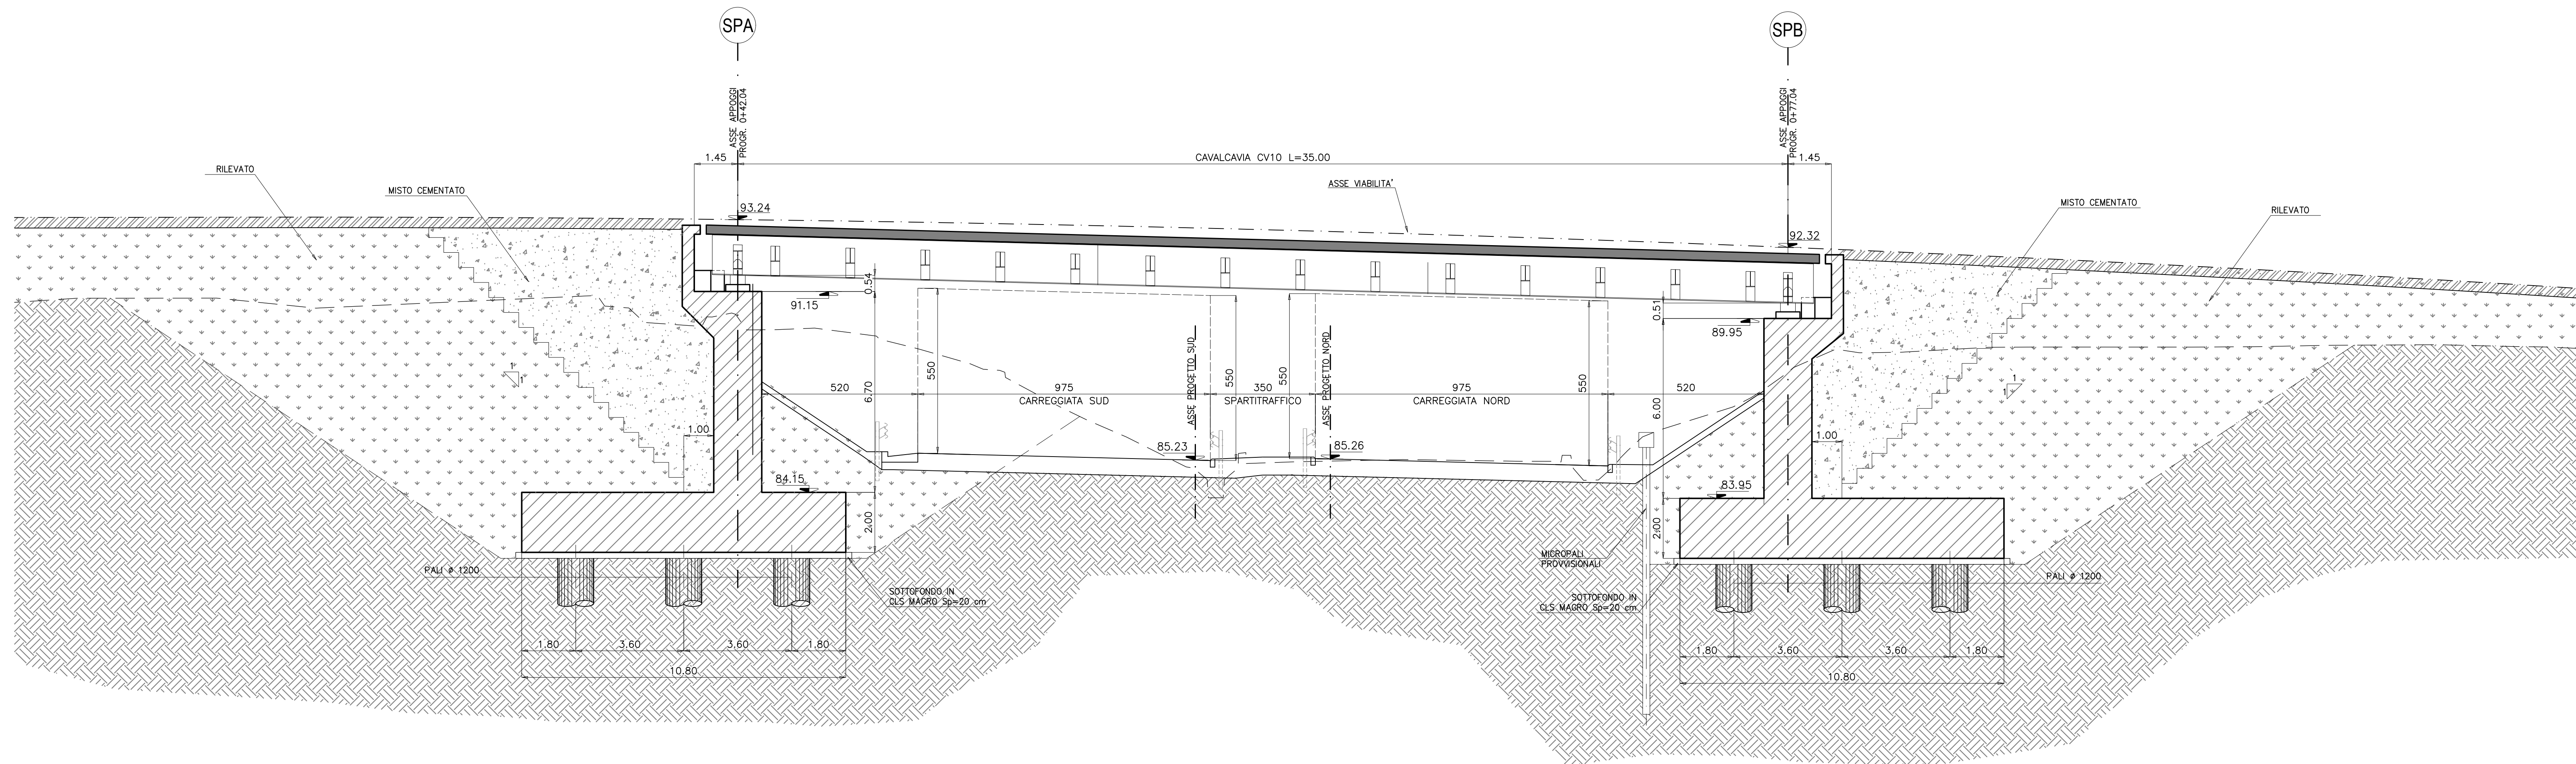 SPA
SPB
ASSE APPOGGI
PROGR. 0+42.04
ASSE APPOGGI
PROGR. 0+77.04
1.45
CAVALCAVIA CV10 L=35.00
1.45
RILEVATO
MISTO CEMENTATO
ASSE VIABILITA'
MISTO CEMENTATO
RILEVATO
93.24
92.32
0.54
91.15
0.51
89.95
ASSE PROGETTO SUD
ASSE PROGETTO NORD
550
550
550
550
1
1
1
1
520
975
350
975
520
CARREGGIATA SUD
SPARTITRAFFICO
CARREGGIATA NORD
6.70
6.00
1.00
1.00
85.23
85.26
84.15
83.95
2.00
2.00
MICROPALI
PROVVISIONALI
PALI ø 1200
PALI ø 1200
SOTTOFONDO IN
CLS MAGRO Sp=20 cm
SOTTOFONDO IN
CLS MAGRO Sp=20 cm
1.80
3.60
3.60
1.80
10.80
1.80
3.60
3.60
1.80
10.80